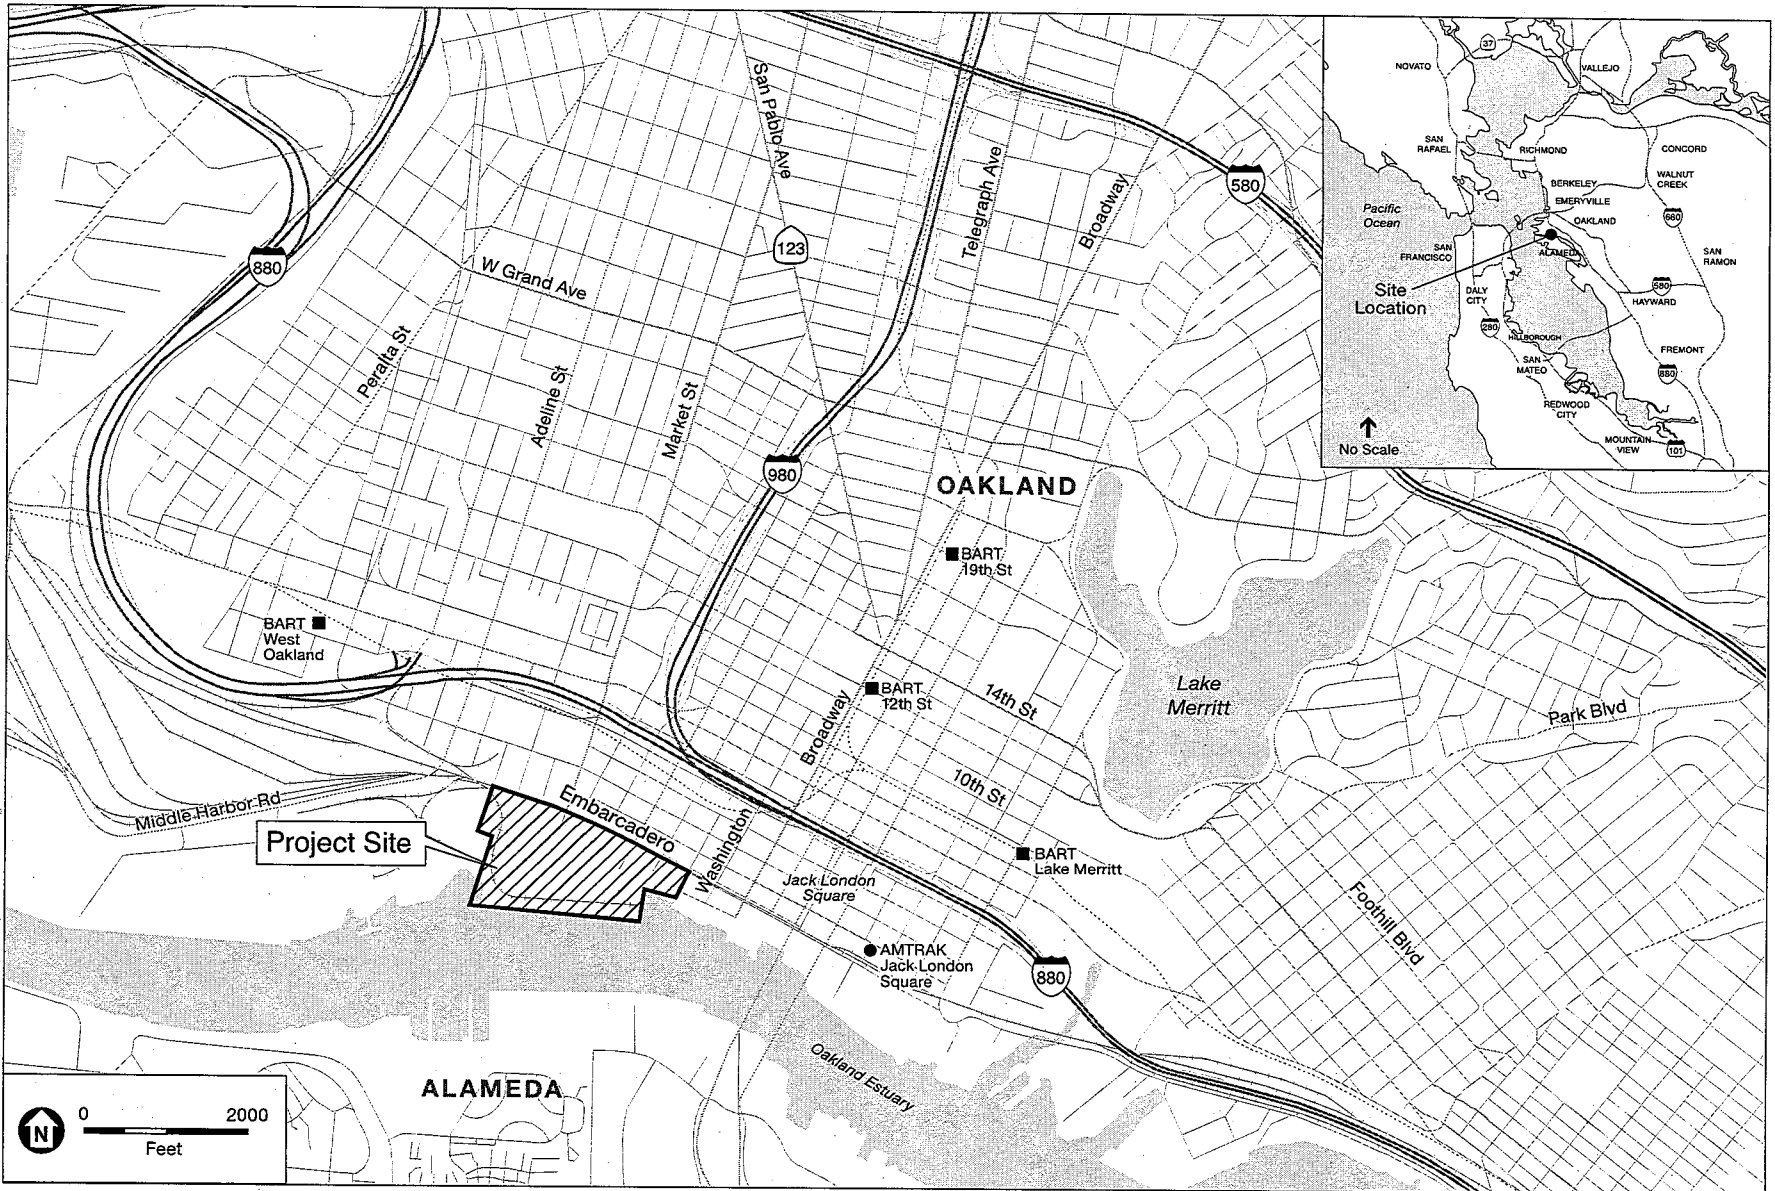 San Pablo Ave
123
Telegraph Ave
Broadway
580
880
W Grand Ave
Peralta St
Adeline St
Market St
980
OAKLAND
BART
19th St
BART
West
Oakland
BART
12th St
Broadway
14th St
10th St
Lake
Merritt
Park Blvd
Middle Harbor Rd
Embarcadero
Project Site
Washington
Jack London
Square
BART
Lake Merritt
Foothill Blvd
AMTRAK
Jack London
Square
880
Oakland Estuary
ALAMEDA
N
0 2000
Feet
37
NOVATO
VALLEJO
SAN
RAFAEL
RICHMOND
CONCORD
WALNUT
CREEK
BERKELEY
EMERYVILLE
OAKLAND
Pacific
Ocean
680
SAN
FRANCISCO
ALAMEDA
SAN
RAMON
Site
Location
DALY
CITY
580
HAYWARD
280
HILLBOROUGH
SAN
MATEO
FREMONT
880
REDWOOD
CITY
MOUNTAIN
VIEW
101
No Scale